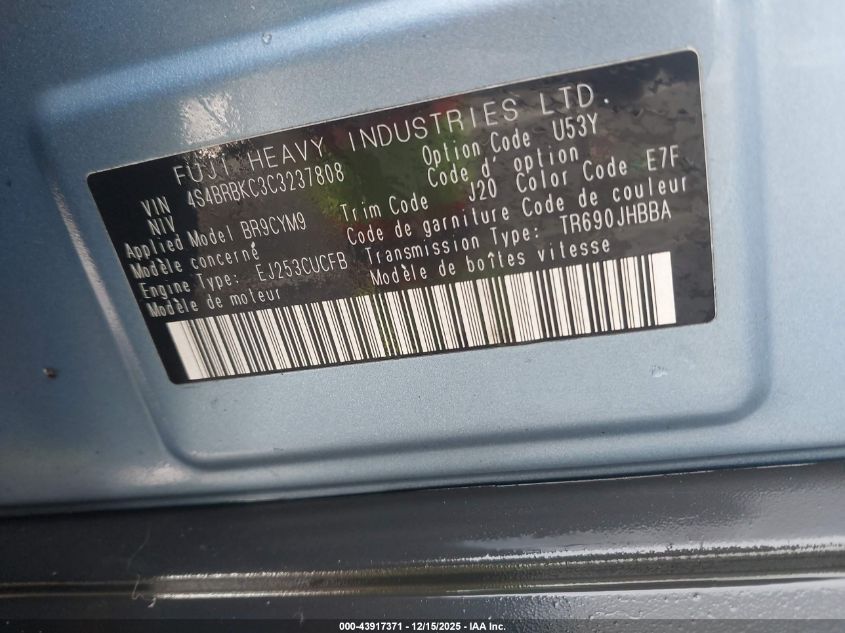 FUJI HEAVY INDUSTRIES LTD.
VIN 4S4BRBKC3C3237808 Option Code U53Y
NIV Code d' option
Applied Model BR9CYM9 Trim Code J20 Color Code E7F
Modèle concerné Code de garniture Code de couleur
Engine Type: EJ253CUCFB Transmission Type: TR690JHBBA
Modèle de moteur Modèle de boîtes vitesse
000-43917371 - 12/15/2025 - IAA Inc.